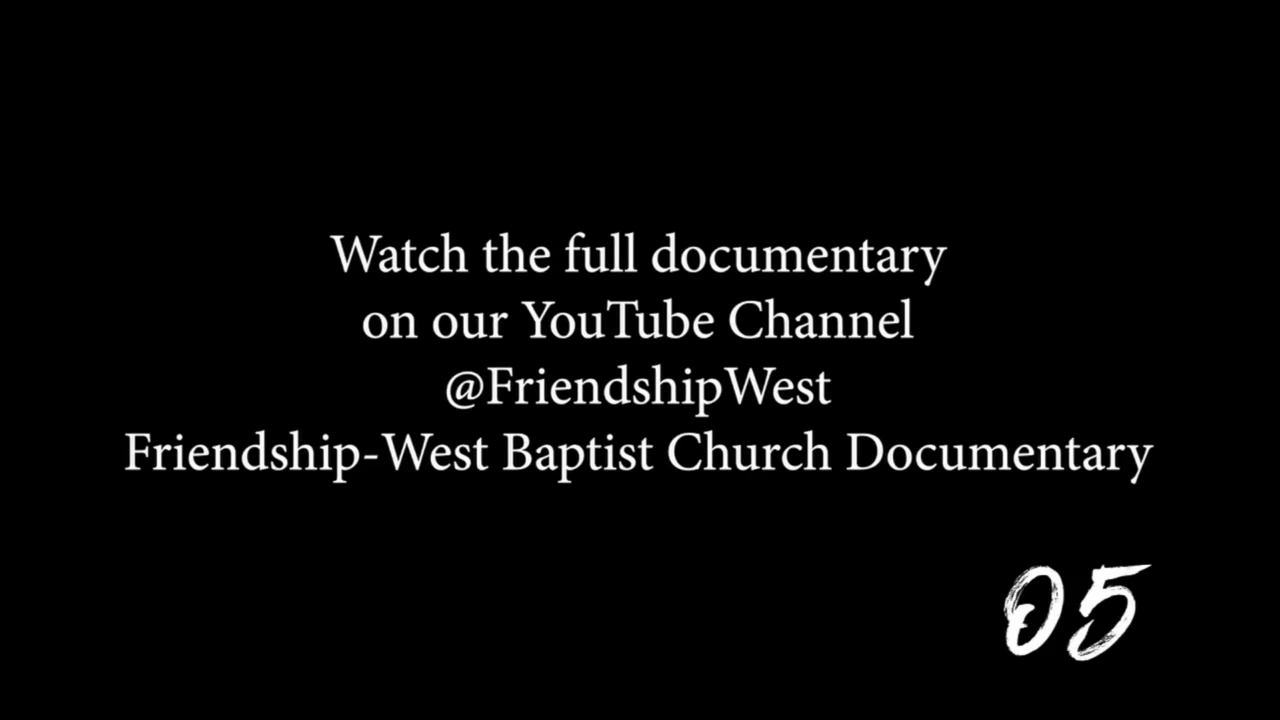 Watch the full documentary
on our YouTube Channel
@FriendshipWest
Friendship-West Baptist Church Documentary
05